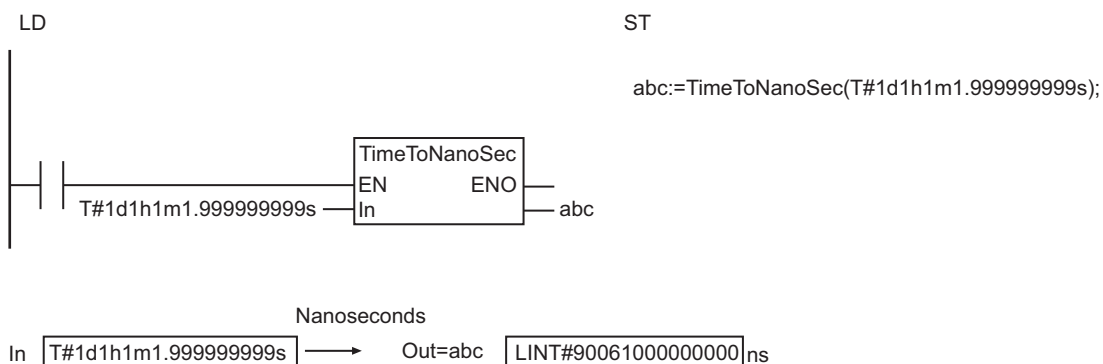 LD
ST
abc:=TimeToNanoSec(T#1d1h1m1.999999999s);
TimeToNanoSec
EN ENO
T#1d1h1m1.999999999s In abc
Nanoseconds
In T#1d1h1m1.999999999s Out=abc LINT#90061000000000 ns